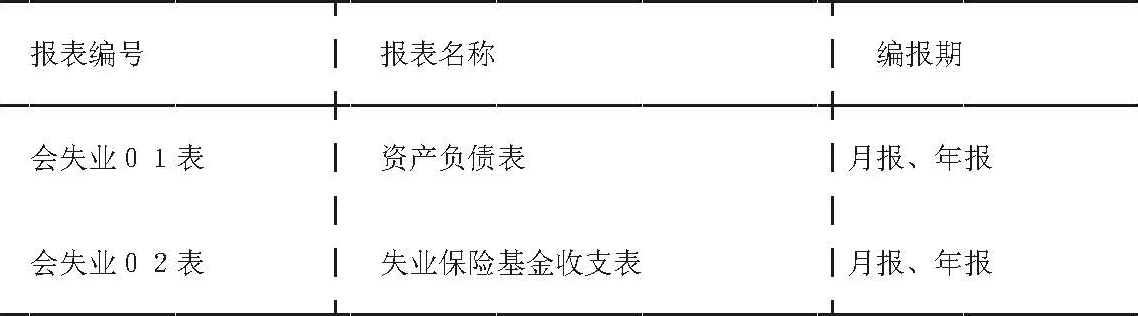 报表编号 报表名称 编报期
会失业01表 资产负债表 月报、年报
会失业02表 失业保险基金收支表 月报、年报